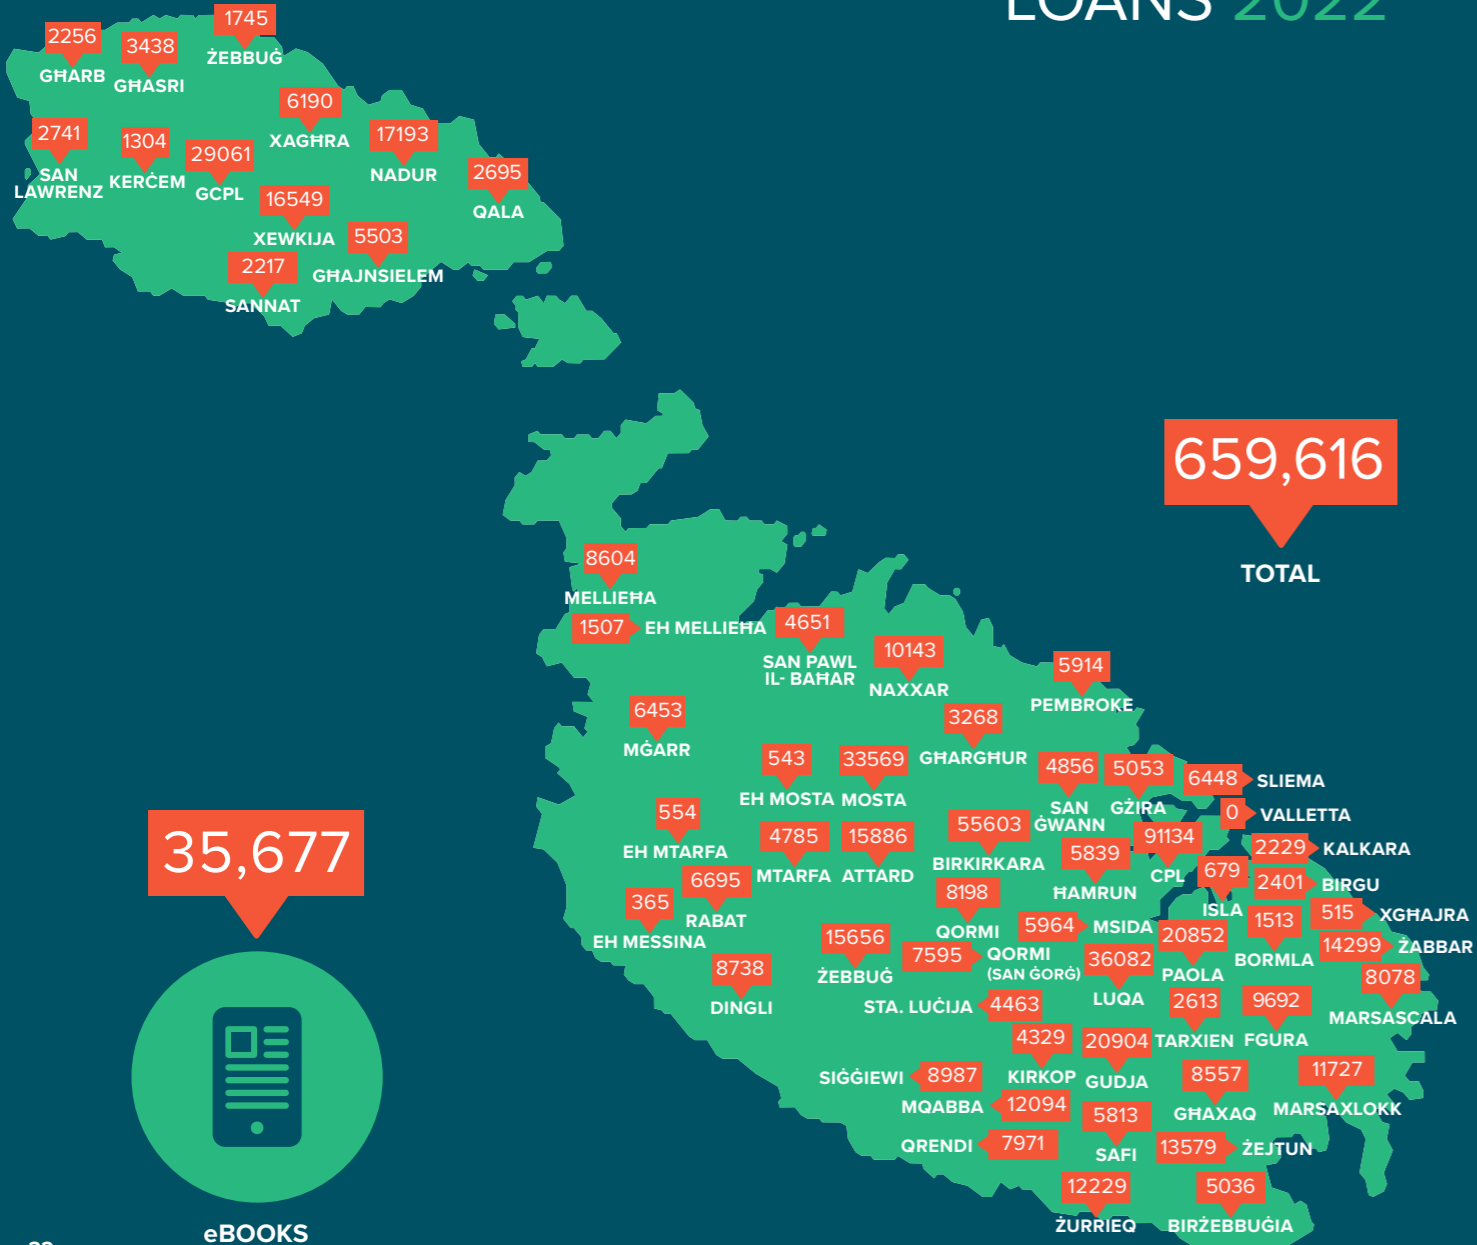 LOANS 2022
2256
GĦARB
3438
GĦASRI
1745
ŻEBBUĠ
6190
XAGĦRA
17193
NADUR
2695
QALA
2741
SAN
LAWRENZ
1304
KERĊEM
29061
GCPL
16549
XEWKIJA
5503
GĦAJNSIELEM
2217
SANNAT
659,616
TOTAL
8604
MELLIEĦA
1507 EH MELLIEĦA
4651
SAN PAWL
IL- BAĦAR
10143
NAXXAR
5914
PEMBROKE
6453
MĠARR
3268
GĦARGĦUR
543
EH MOSTA
33569
MOSTA
4856
SAN
ĠWANN
5053
GŻIRA
6448 SLIEMA
0 VALLETTA
554
EH MTARFA
4785
MTARFA
15886
ATTARD
55603
BIRKIRKARA
5839
ĦAMRUN
91134
CPL
2229 KALKARA
679
ISLA
2401 BIRGU
6695
RABAT
365
EH MESSINA
8198
QORMI
5964 MSIDA
1513
BORMLA
515 XGĦAJRA
14299 ŻABBAR
15656
ŻEBBUĠ
7595 QORMI
(SAN ĠORĠ)
36082
LUQA
20852
PAOLA
8738
DINGLI
8078
MARSASCALA
STA. LUĊIJA 4463
2613
TARXIEN
9692
FGURA
4329
KIRKOP
20904
GUDJA
SIĠĠIEWI 8987
8557
GĦAXAQ
11727
MARSAXLOKK
MQABBA 12094
5813
SAFI
QRENDI 7971
13579 ŻEJTUN
12229
ŻURRIEQ
5036
BIRŻEBBUĠIA
35,677
eBOOKS